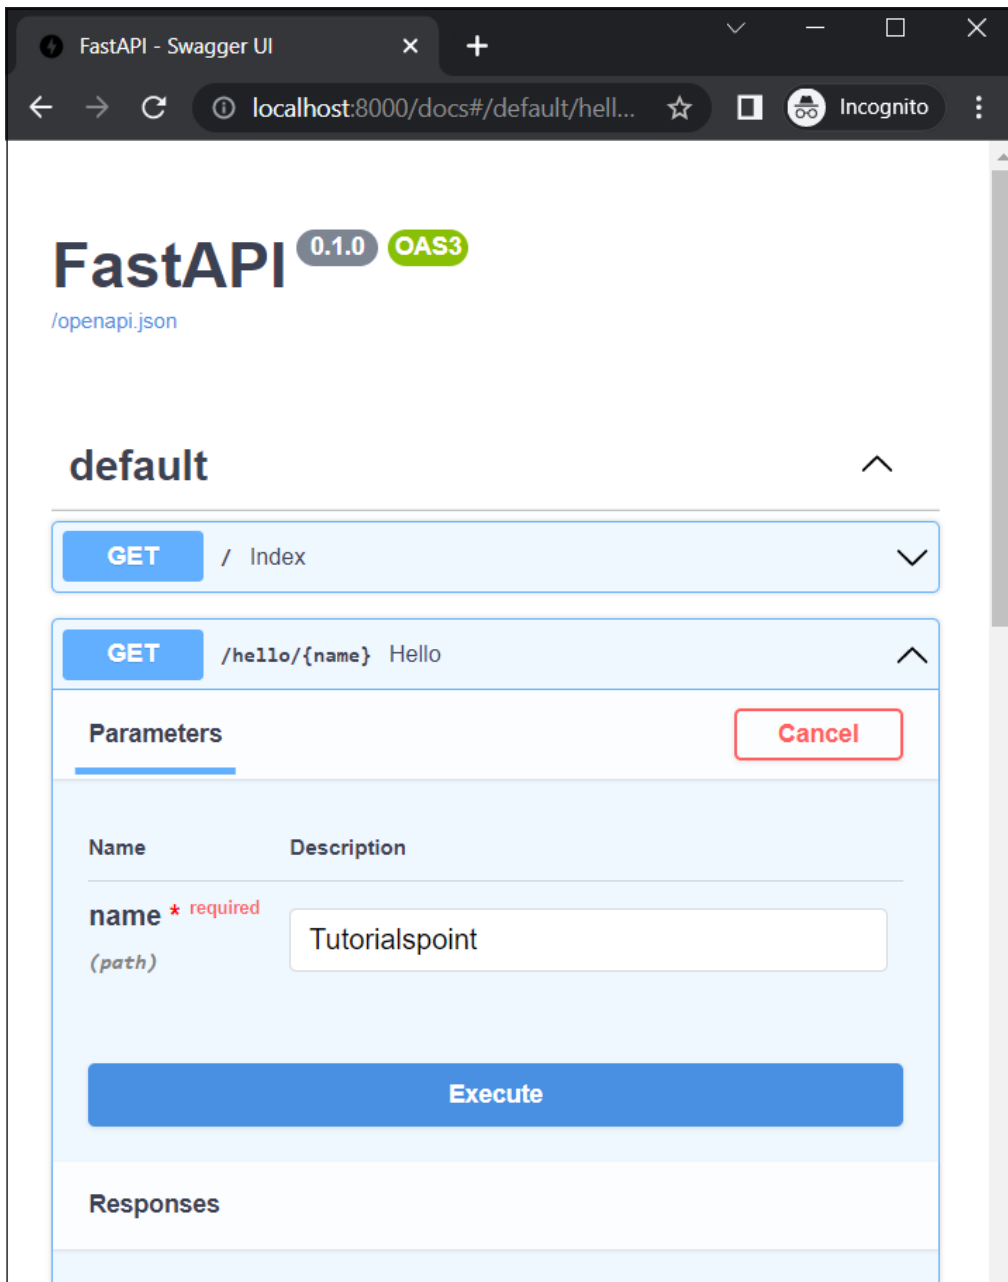 FastAPI - Swagger UI
localhost:8000/docs#/default/hell... Incognito
FastAPI 0.1.0 OAS3
/openapi.json
default
GET / Index
GET /hello/{name} Hello
Parameters Cancel
Name Description
name * required
(path)
Tutorialspoint
Execute
Responses